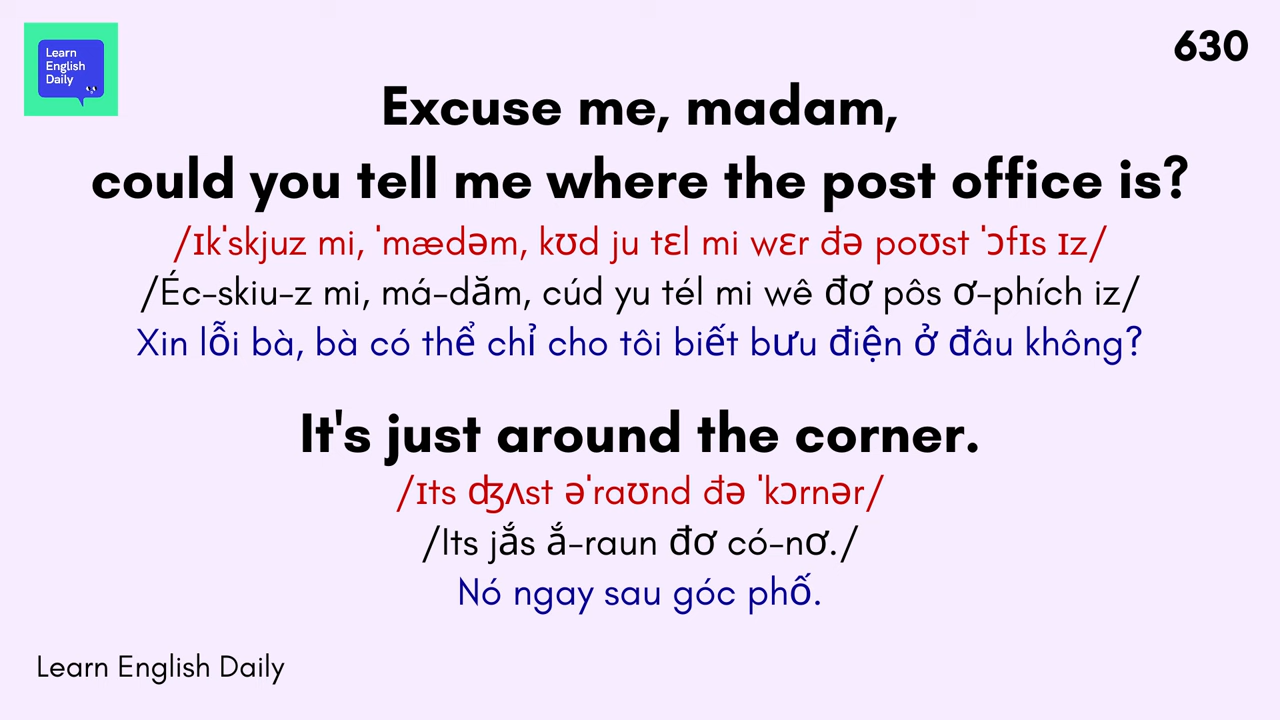 Learn
English
Daily
630
Excuse me, madam,
could you tell me where the post office is?
/ɪkˈskjuz mi, ˈmædəm, kʊd ju tɛl mi wɛr đə poʊst ˈɔfɪs ɪz/
/Éc-skiu-z mi, má-dăm, cúd yu tél mi wê đơ pôs ơ-phích iz/
Xin lỗi bà, bà có thể chỉ cho tôi biết bưu điện ở đâu không?
It's just around the corner.
/ɪts ʤʌst əˈraʊnd đə ˈkɔrnər/
/Its jắs ắ-raun đơ có-nơ./
Nó ngay sau góc phố.
Learn English Daily